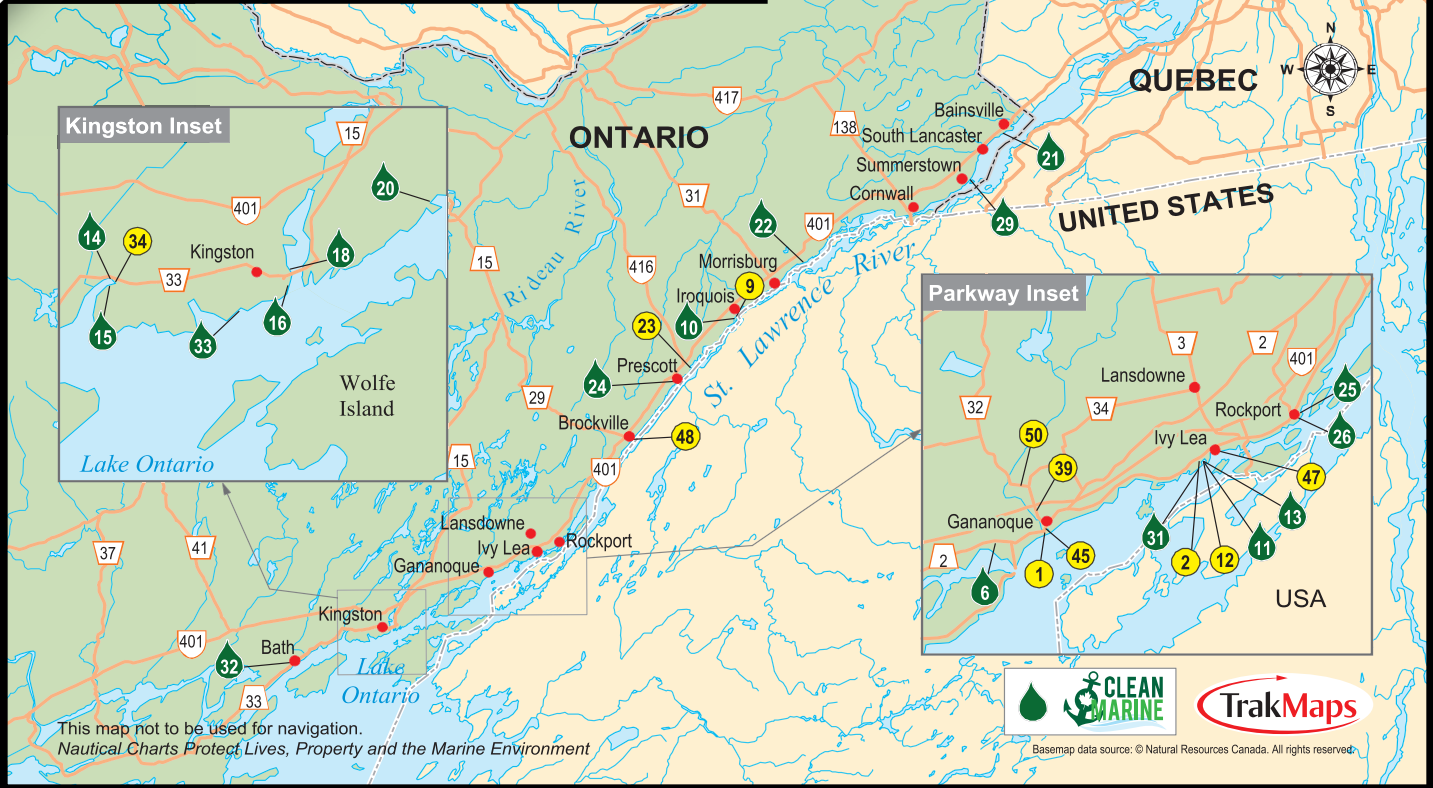 N
W E
S
QUEBEC
ONTARIO
UNITED STATES
417
138
Bainsville
South Lancaster
Summerstown
Cornwall
21
29
31
22
401
Rideau
River
15
416
Morrisburg
9
Iroquois
10
23
Prescott
24
St. Lawrence River
29
Brockville
48
15
401
Lansdowne
Ivy Lea
Rockport
Gananoque
37
41
Kingston
401
Bath
32
33
Lake
Ontario
Kingston Inset
15
20
401
14
34
Kingston
18
33
15
33
16
Wolfe
Island
Lake Ontario
Parkway Inset
3
2
401
Lansdowne
25
32
34
Rockport
26
50
Ivy Lea
39
47
Gananoque
13
31
2
45
2
12
11
1
6
USA
CLEAN
MARINE
TrakMaps
This map not to be used for navigation.
Nautical Charts Protect Lives, Property and the Marine Environment
Basemap data source: © Natural Resources Canada. All rights reserved.